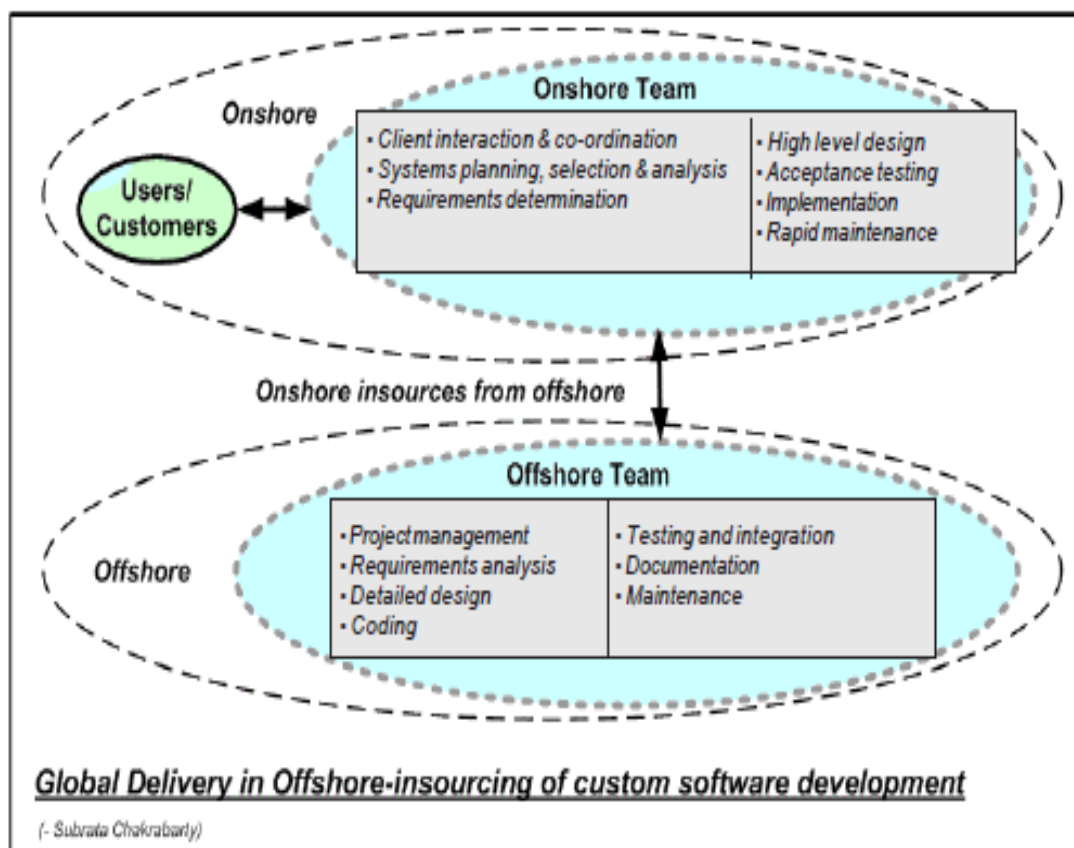 Onshore Team
Onshore
• Client interaction & co-ordination
• Systems planning, selection & analysis
• Requirements determination
• High level design
• Acceptance testing
• Implementation
• Rapid maintenance
Users/
Customers
Onshore insources from offshore
Offshore Team
Offshore
• Project management
• Requirements analysis
• Detailed design
• Coding
• Testing and integration
• Documentation
• Maintenance
Global Delivery in Offshore-insourcing of custom software development
(- Subrata Chakrabarty)